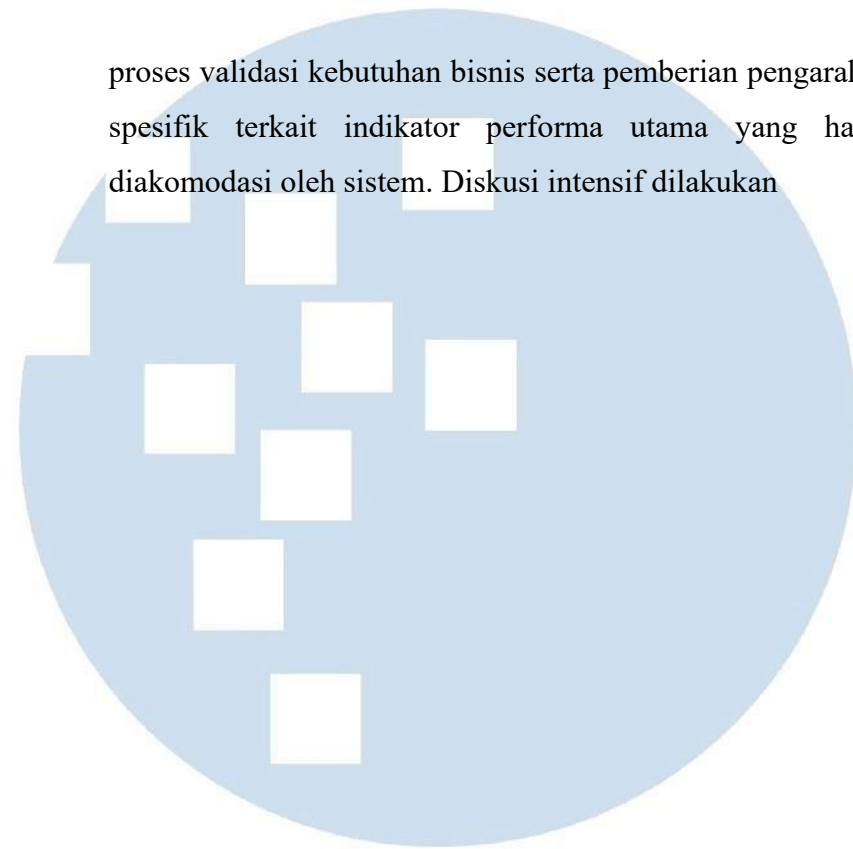 proses validasi kebutuhan bisnis serta pemberian
spesifik terkait indikator performa utama yang
diakomodasi oleh sistem. Diskusi intensif dilakukan